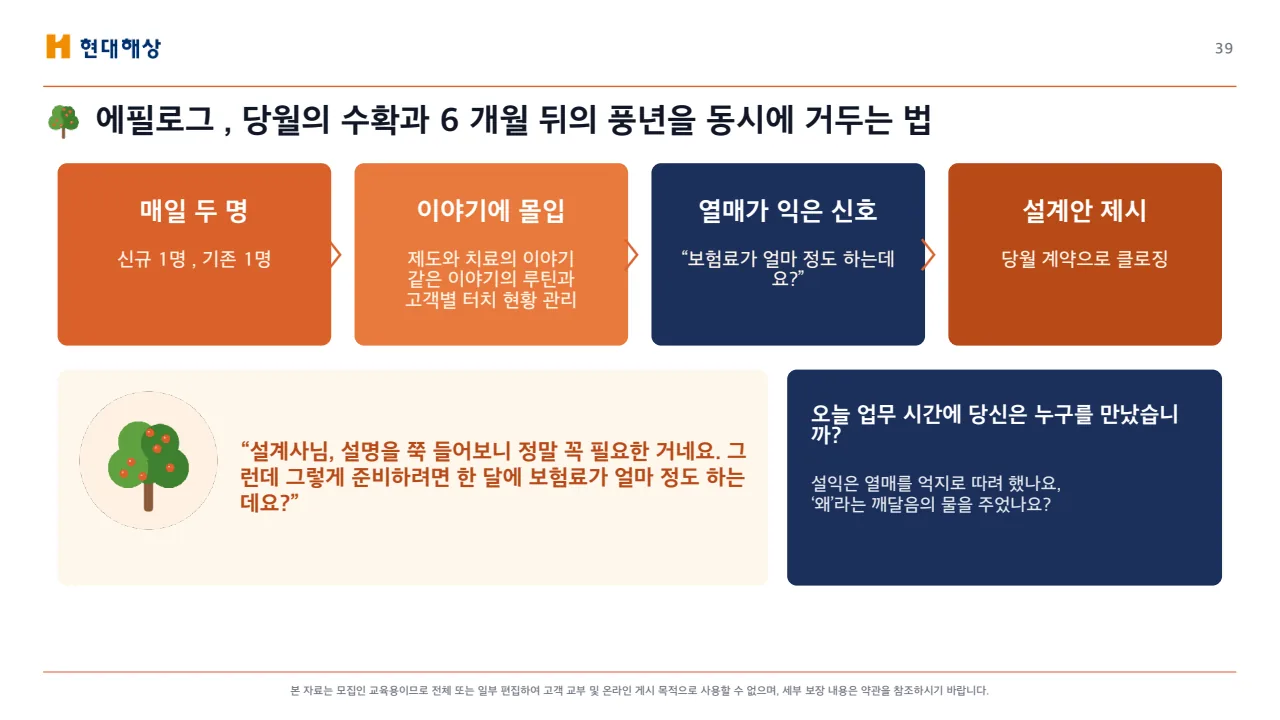 현대해상
39
에필로그 , 당월의 수확과 6 개월 뒤의 풍년을 동시에 거두는 법
매일 두 명
신규 1명 , 기존 1명
이야기에 몰입
제도와 치료의 이야기
같은 이야기의 루틴과
고객별 터치 현황 관리
열매가 익은 신호
“보험료가 얼마 정도 하는데
요?”
설계안 제시
당월 계약으로 클로징
“설계사님, 설명을 쭉 들어보니 정말 꼭 필요한 거네요. 그
런데 그렇게 준비하려면 한 달에 보험료가 얼마 정도 하는
데요?”
오늘 업무 시간에 당신은 누구를 만났습니
까?
설익은 열매를 억지로 따려 했나요,
‘왜’라는 깨달음의 물을 주었나요?
본 자료는 모집인 교육용이므로 전체 또는 일부 편집하여 고객 교부 및 온라인 게시 목적으로 사용할 수 없으며, 세부 보장 내용은 약관을 참조하시기 바랍니다.